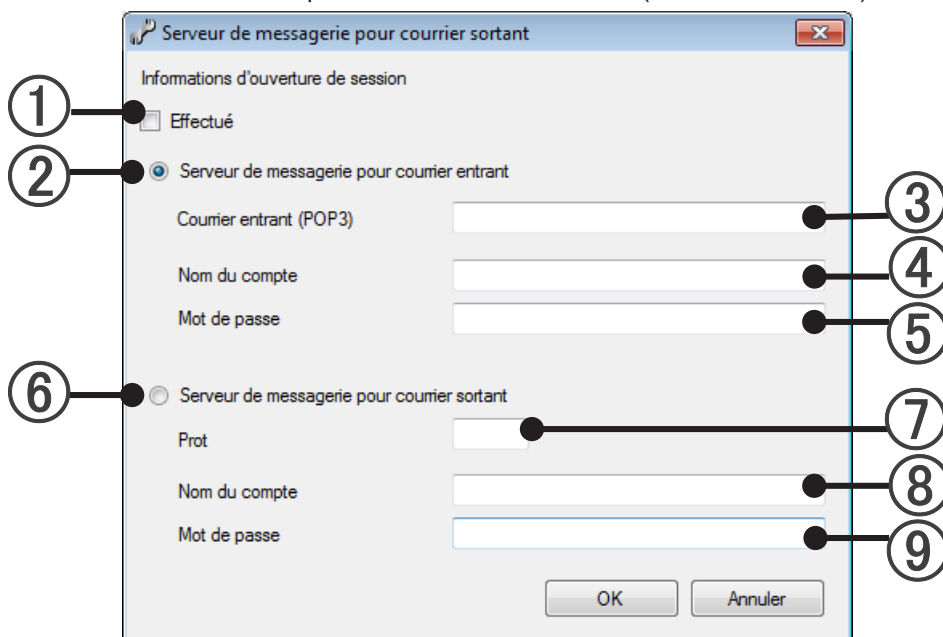 Serveur de messagerie pour courrier sortant
Informations d'ouverture de session
① Effectué
② Serveur de messagerie pour courrier entrant
Courrier entrant (POP3) ③
Nom du compte ④
Mot de passe ⑤
⑥ Serveur de messagerie pour courrier sortant
Prot ⑦
Nom du compte ⑧
Mot de passe ⑨
OK Annuler